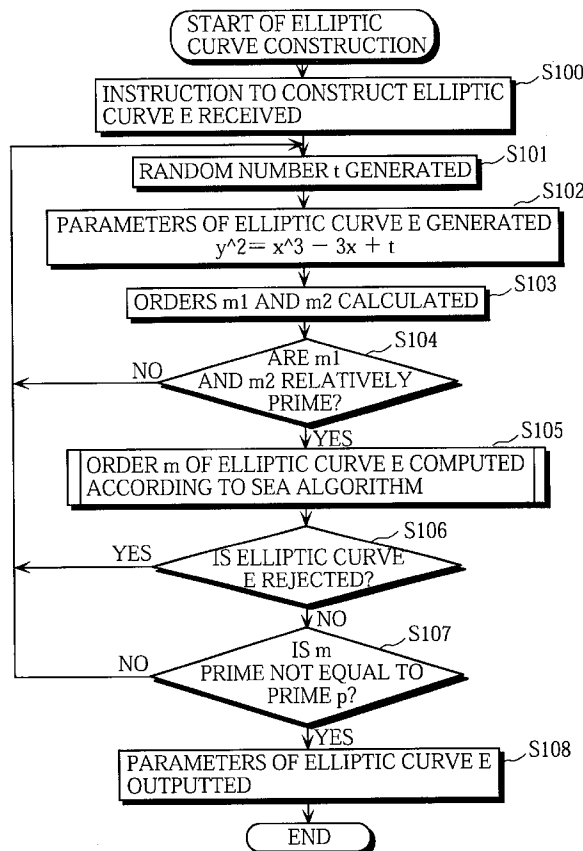 START OF ELLIPTIC
CURVE CONSTRUCTION
S100
INSTRUCTION TO CONSTRUCT ELLIPTIC
CURVE E RECEIVED
S101
RANDOM NUMBER t GENERATED
S102
PARAMETERS OF ELLIPTIC CURVE E GENERATED
y^2= x^3 − 3x + t
S103
ORDERS m1 AND m2 CALCULATED
S104
ARE m1
AND m2 RELATIVELY
PRIME?
NO
YES
S105
ORDER m OF ELLIPTIC CURVE E COMPUTED
ACCORDING TO SEA ALGORITHM
S106
IS ELLIPTIC CURVE
E REJECTED?
YES
NO
S107
IS m
PRIME NOT EQUAL TO
PRIME p?
NO
YES
S108
PARAMETERS OF ELLIPTIC CURVE E
OUTPUTTED
END